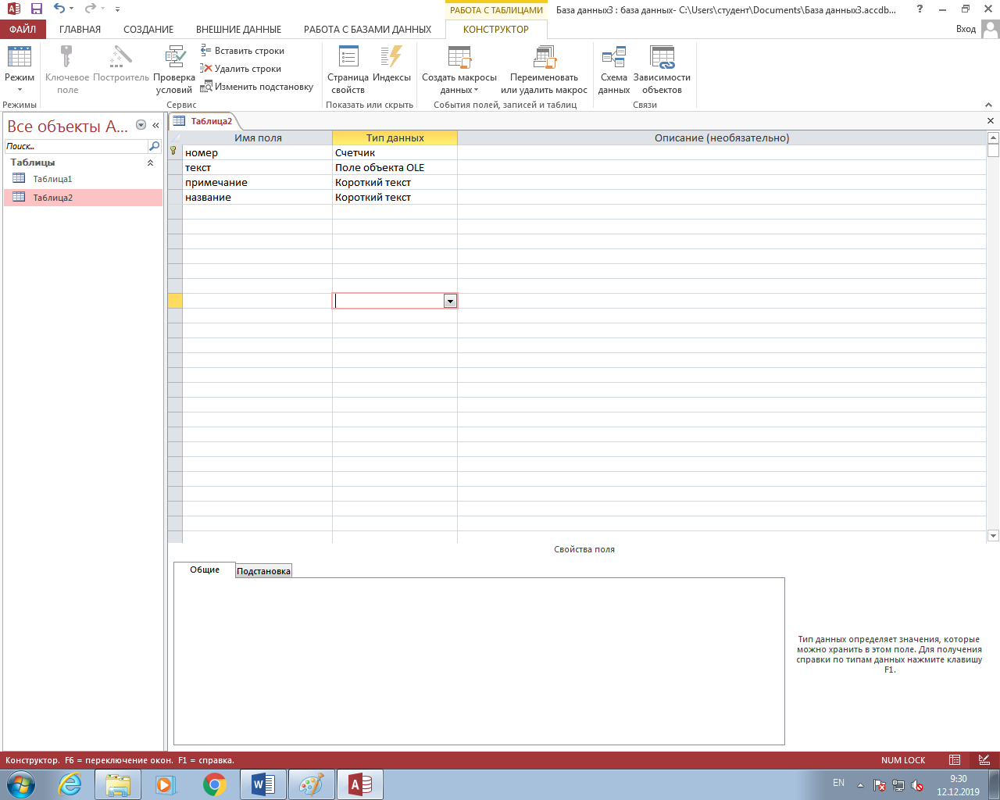 РАБОТА С ТАБЛИЦАМИ
База данных3 : база данных- C:\Users\студент\Documents\База данных3.accdb...
?
ФАЙЛ
ГЛАВНАЯ
СОЗДАНИЕ
ВНЕШНИЕ ДАННЫЕ
РАБОТА С БАЗАМИ ДАННЫХ
КОНСТРУКТОР
Вход
Режим
Ключевое
поле
Построитель
Проверка
условий
Вставить строки
Удалить строки
Изменить подстановку
Страница
свойств
Индексы
Создать макросы
данных
Переименовать
или удалить макрос
Схема
данных
Зависимости
объектов
Режимы
Сервис
Показать или скрыть
События полей, записей и таблиц
Связи
Все объекты A...
«
Поиск...
Таблицы
Таблица1
Таблица2
Таблица2
Имя поля
Тип данных
Описание (необязательно)
номер
Счетчик
текст
Поле объекта OLE
примечание
Короткий текст
название
Короткий текст
Свойства поля
Общие
Подстановка
Тип данных определяет значения, которые
можно хранить в этом поле. Для получения
справки по типам данных нажмите клавишу
F1.
Конструктор. F6 = переключение окон. F1 = справка.
NUM LOCK
EN
9:30
12.12.2019